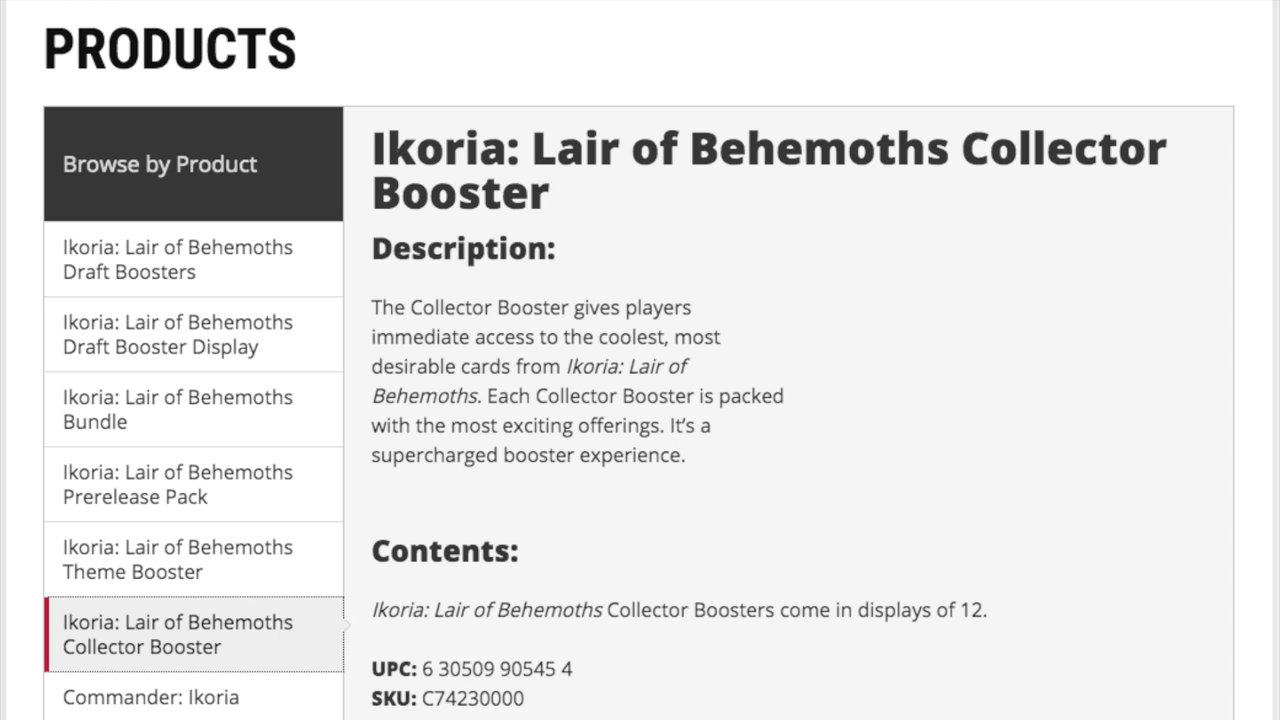 PRODUCTS
Browse by Product
Ikoria: Lair of Behemoths
Draft Boosters
Ikoria: Lair of Behemoths
Draft Booster Display
Ikoria: Lair of Behemoths
Bundle
Ikoria: Lair of Behemoths
Prerelease Pack
Ikoria: Lair of Behemoths
Theme Booster
Ikoria: Lair of Behemoths
Collector Booster
Commander: Ikoria
Ikoria: Lair of Behemoths Collector
Booster
Description:
The Collector Booster gives players
immediate access to the coolest, most
desirable cards from Ikoria: Lair of
Behemoths. Each Collector Booster is packed
with the most exciting offerings. It’s a
supercharged booster experience.
Contents:
Ikoria: Lair of Behemoths Collector Boosters come in displays of 12.
UPC: 6 30509 90545 4
SKU: C74230000